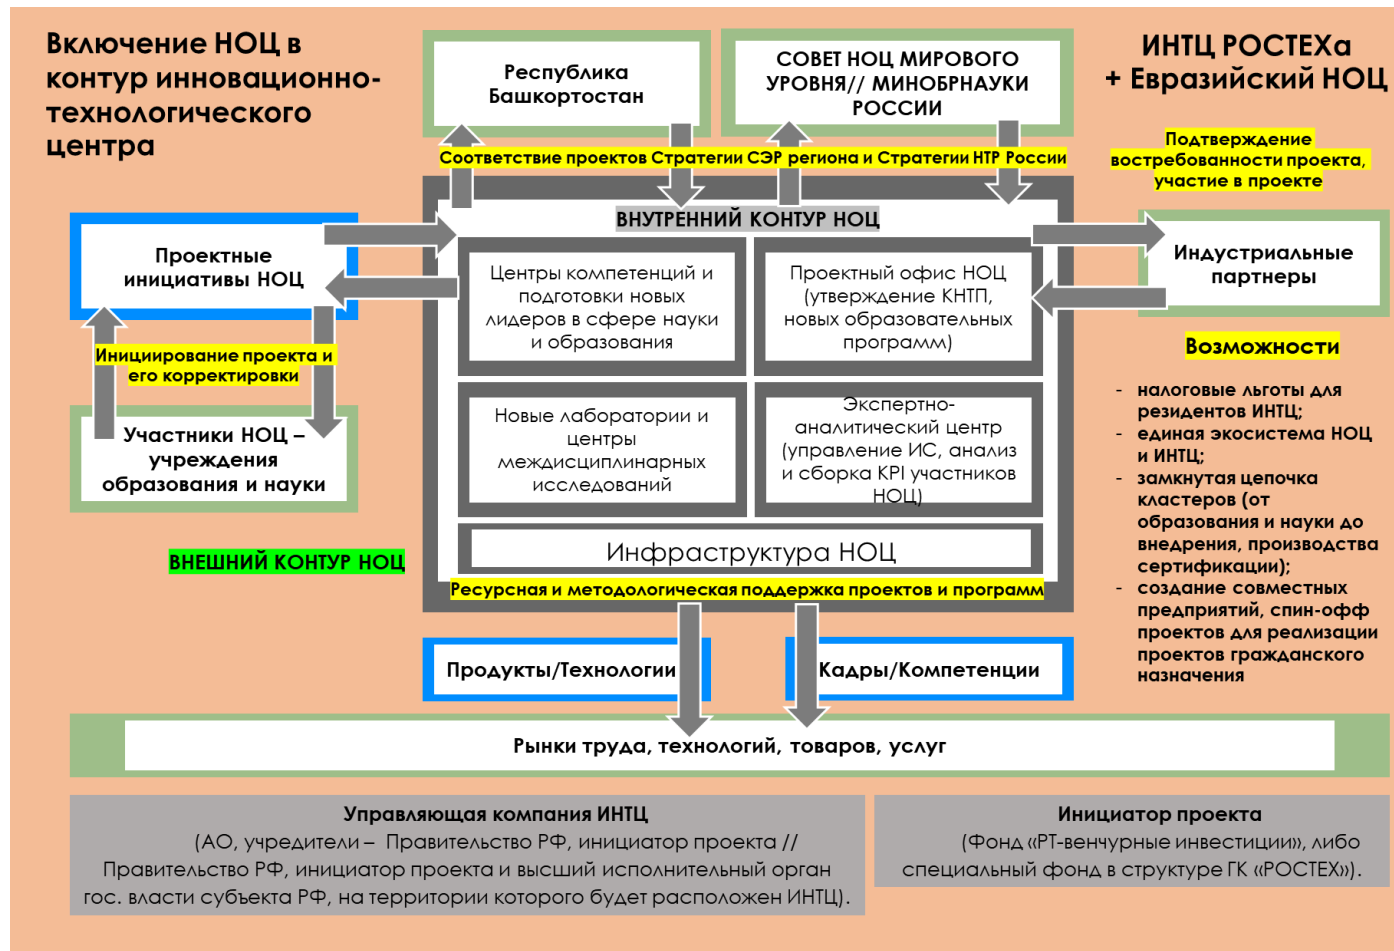 Включение НОЦ в
контур инновационно-
технологического
центра
Республика
Башкортостан
СОВЕТ НОЦ МИРОВОГО
УРОВНЯ// МИНОБРНАУКИ
РОССИИ
ИНТЦ РОСТЕХа
+ Евразийский НОЦ
Соответствие проектов Стратегии СЭР региона и Стратегии НТР России
Подтверждение
востребованности проекта,
участие в проекте
ВНУТРЕННИЙ КОНТУР НОЦ
Проектные
инициативы НОЦ
Центры компетенций и
подготовки новых
лидеров в сфере науки
и образования
Проектный офис НОЦ
(утверждение КНТП,
новых образовательных
программ)
Индустриальные
партнеры
Инициирование проекта и
его корректировки
Участники НОЦ –
учреждения
образования и науки
Новые лаборатории и
центры
междисциплинарных
исследований
Экспертно-
аналитический центр
(управление ИС, анализ
и сборка KPI участников
НОЦ)
Возможности
- налоговые льготы для
резидентов ИНТЦ;
- единая экосистема НОЦ
и ИНТЦ;
- замкнутая цепочка
кластеров (от
образования и науки до
внедрения, производства
сертификации);
- создание совместных
предприятий, спин-офф
проектов для реализации
проектов гражданского
назначения
ВНЕШНИЙ КОНТУР НОЦ
Инфраструктура НОЦ
Ресурсная и методологическая поддержка проектов и программ
Продукты/Технологии
Кадры/Компетенции
Рынки труда, технологий, товаров, услуг
Управляющая компания ИНТЦ
(АО, учредители – Правительство РФ, инициатор проекта //
Правительство РФ, инициатор проекта и высший исполнительный орган
гос. власти субъекта РФ, на территории которого будет расположен ИНТЦ).
Инициатор проекта
(Фонд «РТ-венчурные инвестиции», либо
специальный фонд в структуре ГК «РОСТЕХ»).